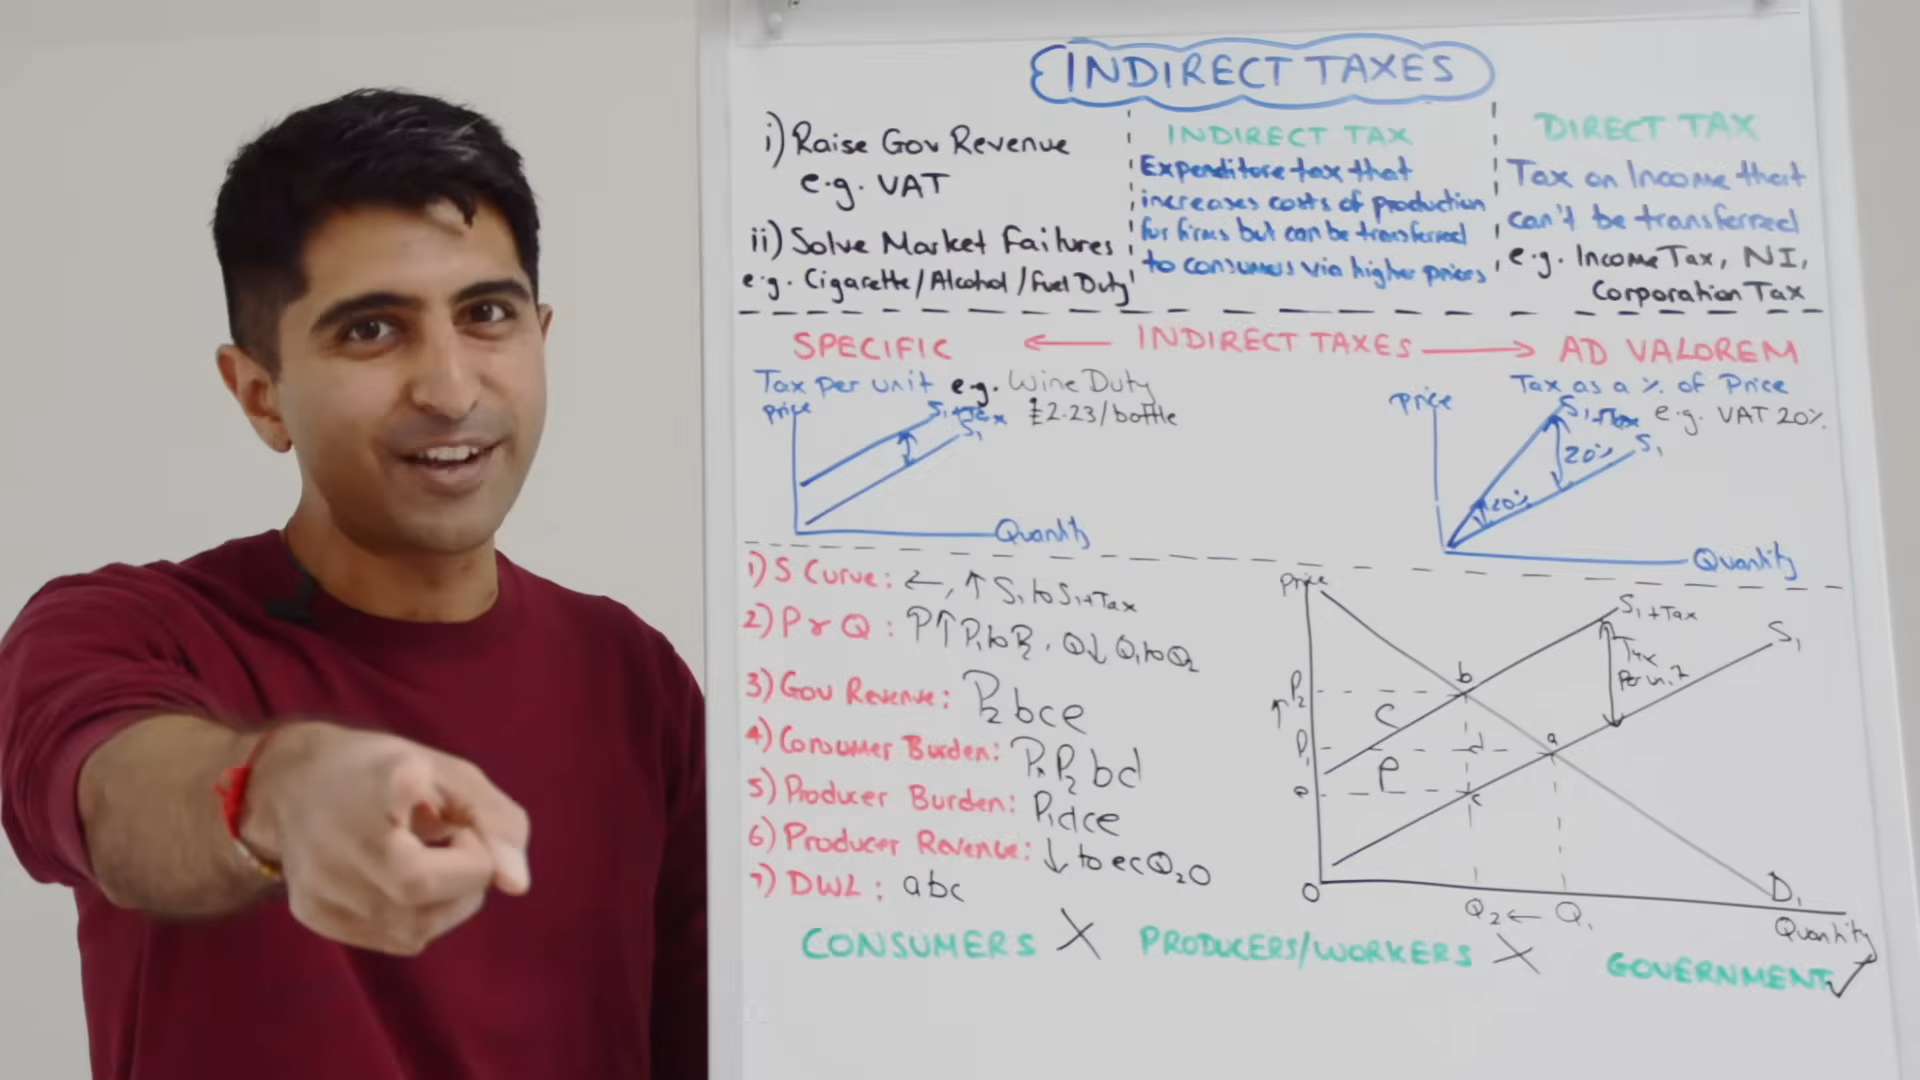 INDIRECT TAXES
i) Raise Gov Revenue
e.g. VAT
ii) Solve Market Failures
e.g. Cigarette/Alcohol/Fuel Duty
INDIRECT TAX
Expenditure tax that
increases costs of production
for firms but can be transferred
to consumers via higher prices
DIRECT TAX
Tax on Income that
can't be transferred
e.g. Income Tax, NI,
Corporation Tax
SPECIFIC ← INDIRECT TAXES → AD VALOREM
Tax per unit e.g. Wine Duty
£2.23/bottle
Price
S1+Tax
S1
Quantity
Tax as a % of Price
e.g. VAT 20%
Price
S1+Tax
S1
20%
20%
Quantity
1) S Curve: ←, ↑ S1 to S1+Tax
2) P & Q: P↑ P1 to P2, Q↓ Q1 to Q2
3) Gov Revenue: P2bce
4) Consumer Burden: P1P2bd
5) Producer Burden: P1dce
6) Producer Revenue: ↓ to ecQ2O
7) DWL: abc
Price
S1+Tax
S1
Tax
Per unit
b
↑ P2
C
P1
d
a
P
e
c
D1
O
Q2 ← Q1
Quantity
CONSUMERS X PRODUCERS/WORKERS X GOVERNMENT ✓